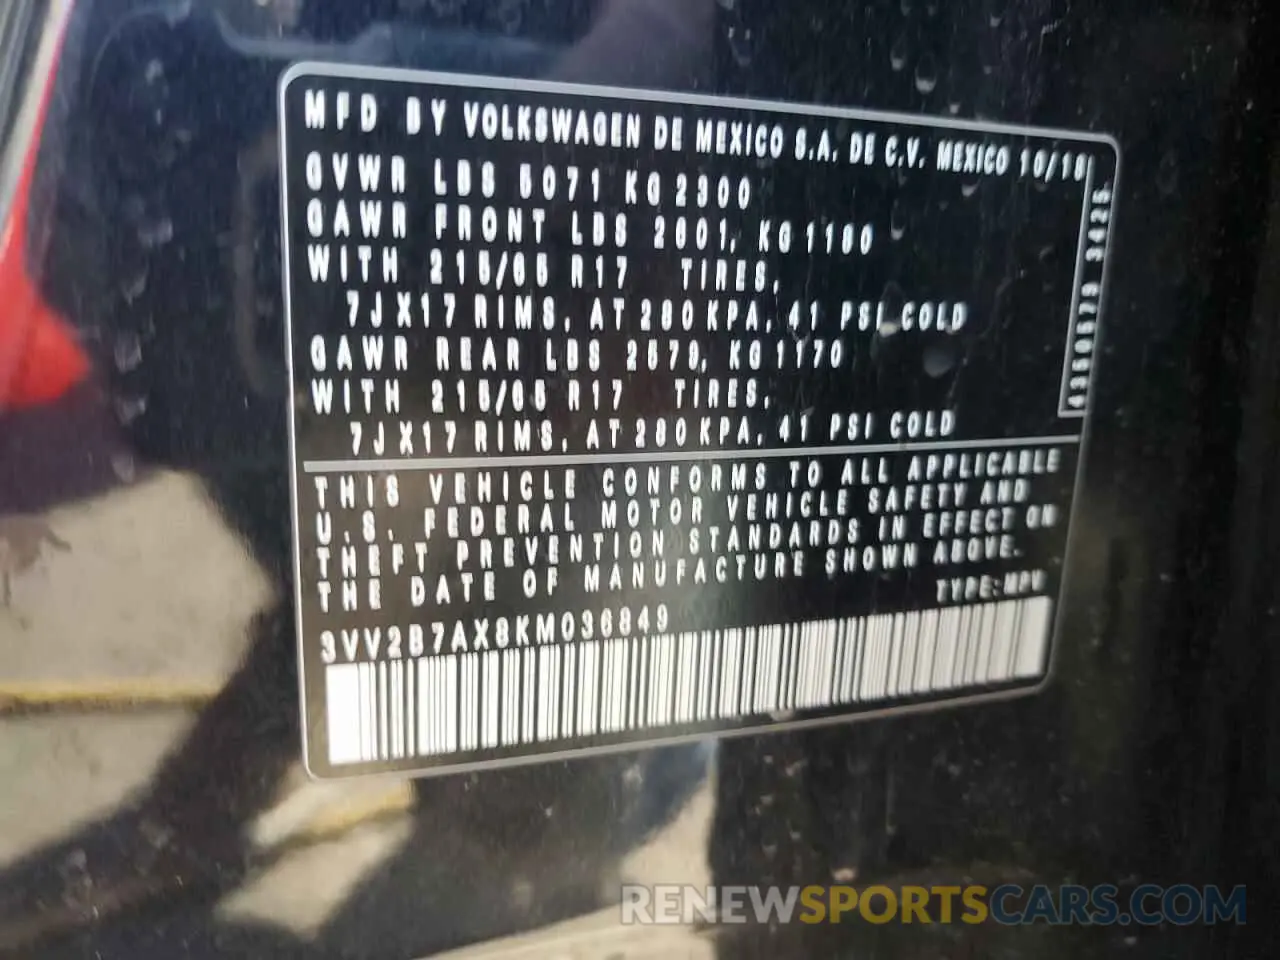 MFD BY VOLKSWAGEN DE MEXICO S.A. DE C.V. MEXICO 10/18
GVWR LBS 5071 KG 2300
GAWR FRONT LBS 2601, KG 1180
WITH 215/65 R17 TIRES,
7JX17 RIMS, AT 280 KPA, 41 PSI COLD
GAWR REAR LBS 2579, KG 1170
WITH 215/65 R17 TIRES,
7JX17 RIMS, AT 280 KPA, 41 PSI COLD
THIS VEHICLE CONFORMS TO ALL APPLICABLE
U.S. FEDERAL MOTOR VEHICLE SAFETY AND
THEFT PREVENTION STANDARDS IN EFFECT ON
THE DATE OF MANUFACTURE SHOWN ABOVE.
TYPE: MPV
3VV2B7AX8KM036849
RENEWSPORTSCARS.COM